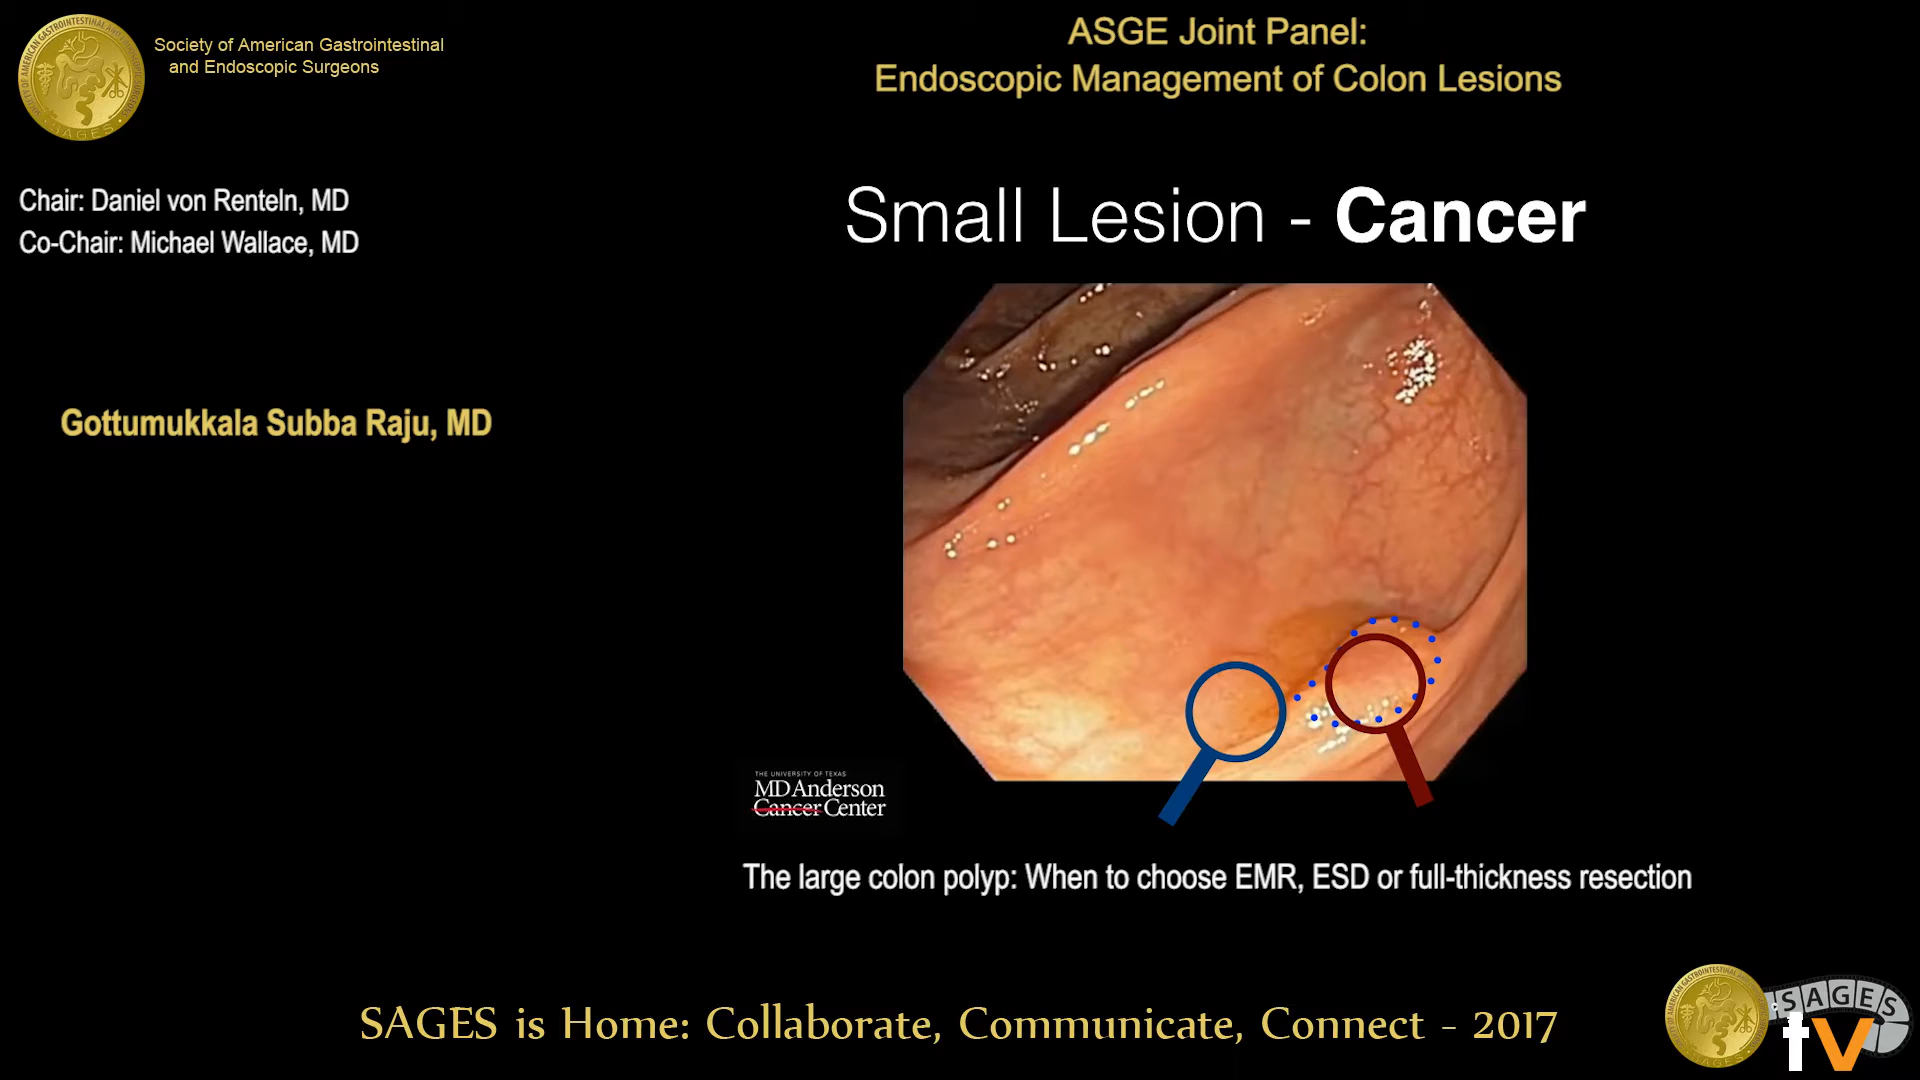 Society of American Gastrointestinal
and Endoscopic Surgeons
ASGE Joint Panel:
Endoscopic Management of Colon Lesions
Chair: Daniel von Renteln, MD
Co-Chair: Michael Wallace, MD
Small Lesion - Cancer
Gottumukkala Subba Raju, MD
THE UNIVERSITY OF TEXAS
MD Anderson
Cancer Center
The large colon polyp: When to choose EMR, ESD or full-thickness resection
SAGES is Home: Collaborate, Communicate, Connect - 2017
SAGES
tv